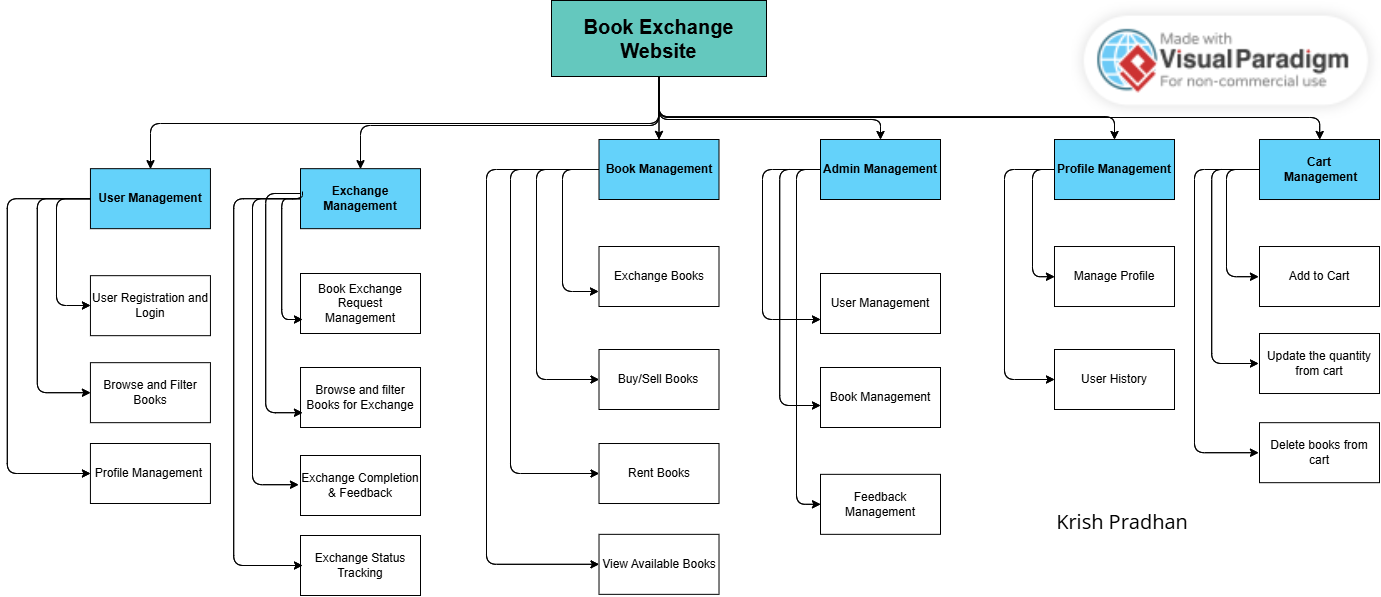 Book Exchange
Website
Made with
Visual Paradigm
For non-commercial use
User Management
Exchange
Management
Book Management
Admin Management
Profile Management
Cart
Management
User Registration and
Login
Browse and Filter
Books
Profile Management
Book Exchange
Request
Management
Browse and filter
Books for Exchange
Exchange Completion
& Feedback
Exchange Status
Tracking
Exchange Books
Buy/Sell Books
Rent Books
View Available Books
User Management
Book Management
Feedback
Management
Manage Profile
User History
Add to Cart
Update the quantity
from cart
Delete books from
cart
Krish Pradhan